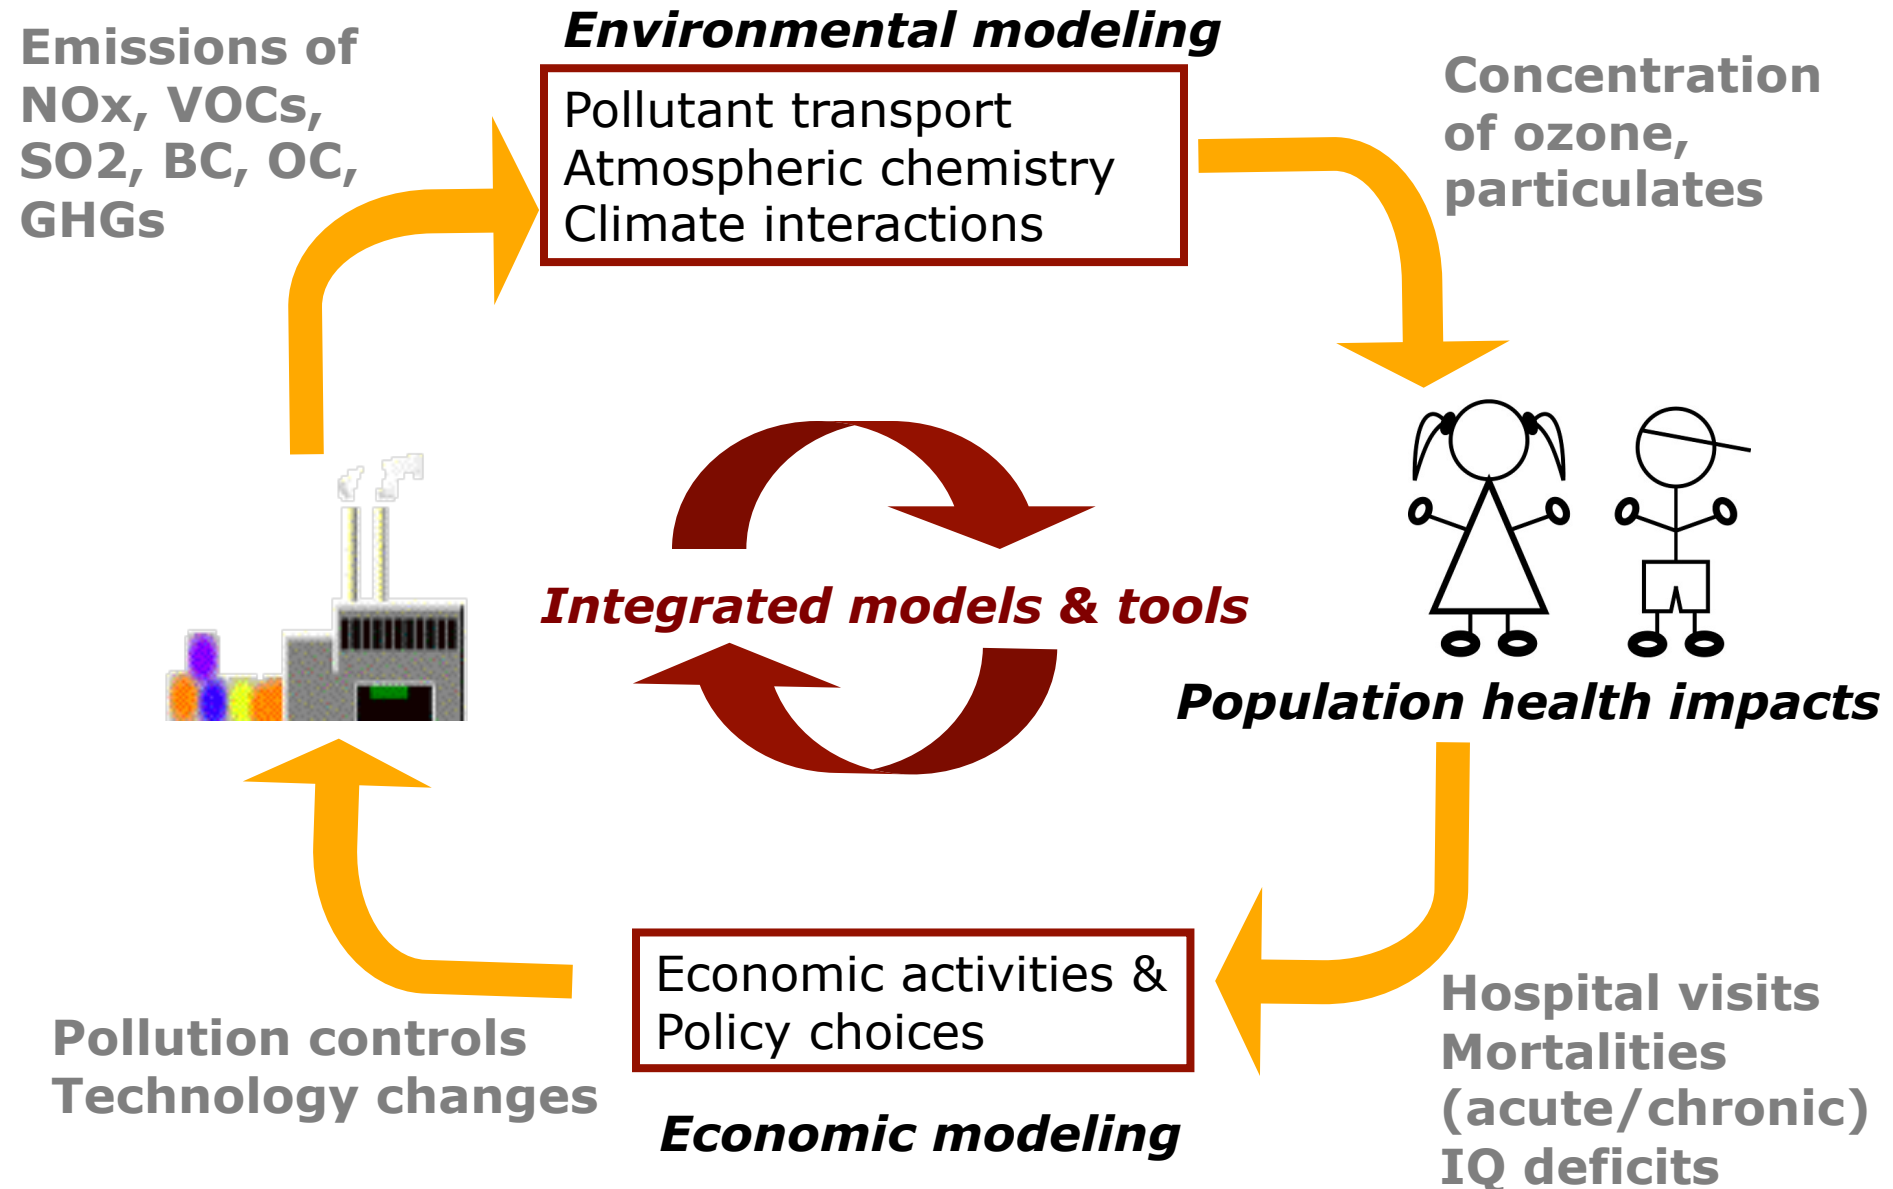 Environmental modeling
Emissions of
NOx, VOCs,
SO2, BC, OC,
GHGs
Pollutant transport
Atmospheric chemistry
Climate interactions
Concentration
of ozone,
particulates
Integrated models & tools
Population health impacts
Economic activities &
Policy choices
Economic modeling
Pollution controls
Technology changes
Hospital visits
Mortalities
(acute/chronic)
IQ deficits